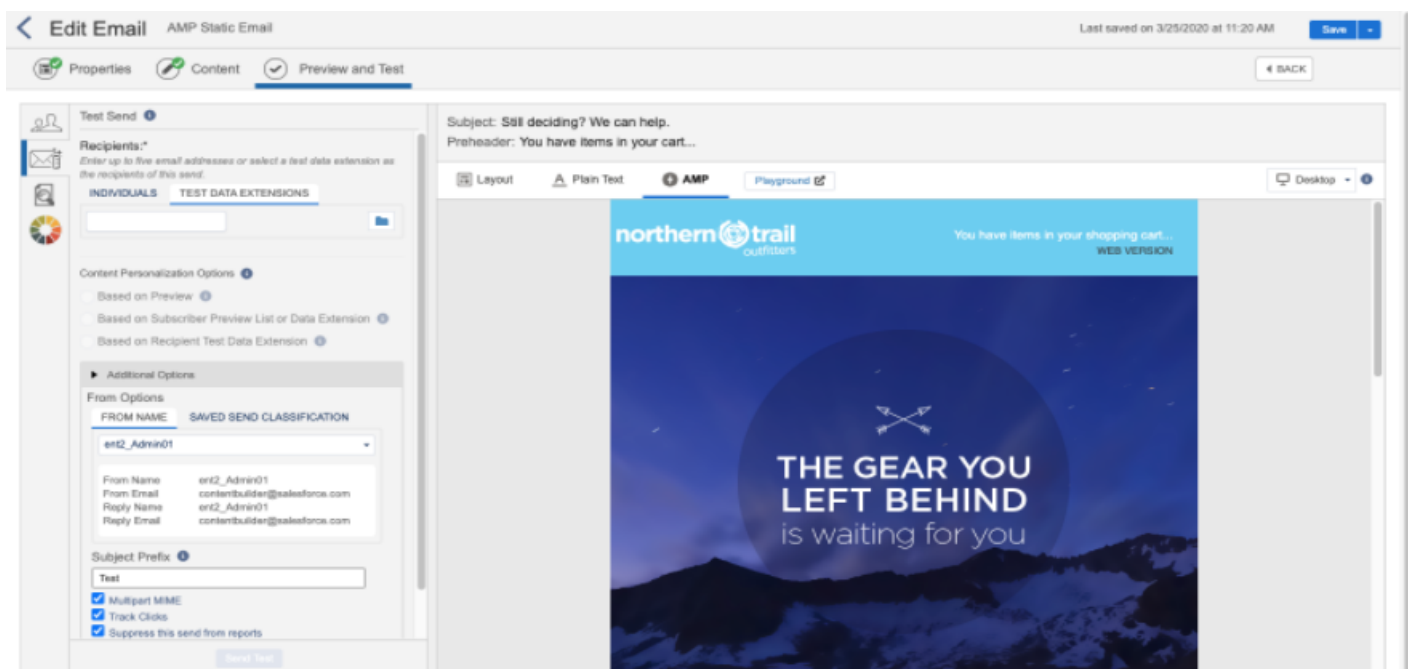 Edit Email AMP Static Email
Last saved on 3/25/2020 at 11:20 AM
Save
Properties
Content
Preview and Test
BACK
Test Send
Recipients:*
Enter up to five email addresses or select a test data extension as
the recipients of this send.
INDIVIDUALS TEST DATA EXTENSIONS
Content Personalization Options
Based on Preview
Based on Subscriber Preview List or Data Extension
Based on Recipient Test Data Extension
Additional Options
From Options
FROM NAME SAVED SEND CLASSIFICATION
ent2_Admin01
From Name ent2_Admin01
From Email contentbuilder@salesforce.com
Reply Name ent2_Admin01
Reply Email contentbuilder@salesforce.com
Subject Prefix
Test
Multipart MIME
Track Clicks
Suppress this send from reports
Send Test
Subject: Still deciding? We can help.
Preheader: You have items in your cart...
Layout
Plain Text
AMP
Playground
Desktop
northern trail
outfitters
You have items in your shopping cart...
WEB VERSION
THE GEAR YOU
LEFT BEHIND
is waiting for you